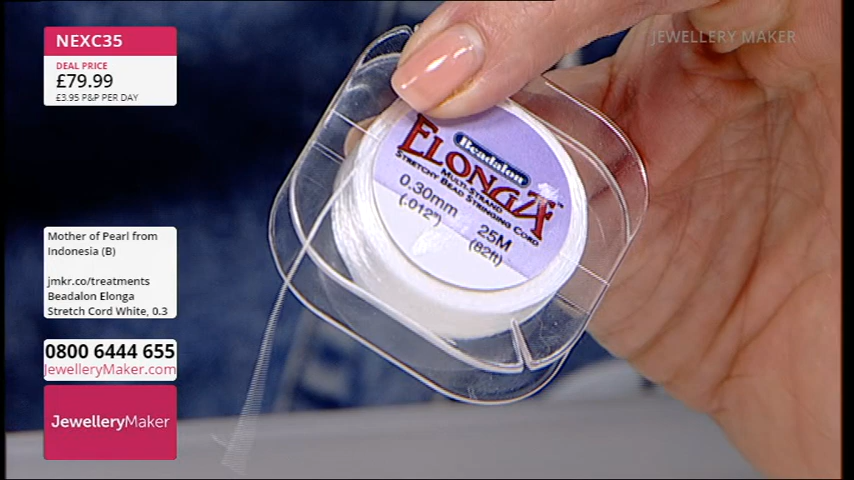 NEXC35
DEAL PRICE
£79.99
£3.95 P&P PER DAY
JEWELLERY MAKER
Beadalon
ELONGA™
MULTI-STRAND
STRETCHY BEAD STRINGING CORD
0.30mm
(.012")
25M
(82ft)
Mother of Pearl from
Indonesia (B)
jmkr.co/treatments
Beadalon Elonga
Stretch Cord White, 0.3
0800 6444 655
JewelleryMaker.com
JewelleryMaker